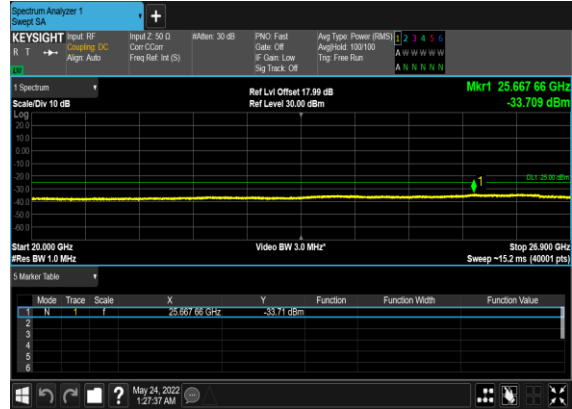 Spectrum Analyzer 1
Swept SA
+
KEYSIGHT Input: RF Input Z: 50 Ω #Atten: 30 dB PNO: Fast Avg Type: Power (RMS) 1 2 3 4 5 6
R T Coupling: DC Corr CCorr Gate: Off Avg|Hold: 100/100 A W W W W W
Align: Auto Freq Ref: Int (S) IF Gain: Low Trig: Free Run
Sig Track: Off A N N N N N
1 Spectrum Ref Lvl Offset 17.99 dB Mkr1 25.667 66 GHz
Scale/Div 10 dB Ref Level 30.00 dBm -33.709 dBm
Log
20.0
10.0
0.00
-10.0
-20.0
-30.0
-40.0
-50.0
-60.0
1
DL1 -25.00 dBm
Start 20.000 GHz Video BW 3.0 MHz* Stop 26.900 GHz
#Res BW 1.0 MHz Sweep ~15.2 ms (40001 pts)
5 Marker Table
Mode Trace Scale X Y Function Function Width Function Value
1 N 1 f 25.667 66 GHz -33.71 dBm
2
3
4
5
6
? May 24, 2022
1:27:37 AM